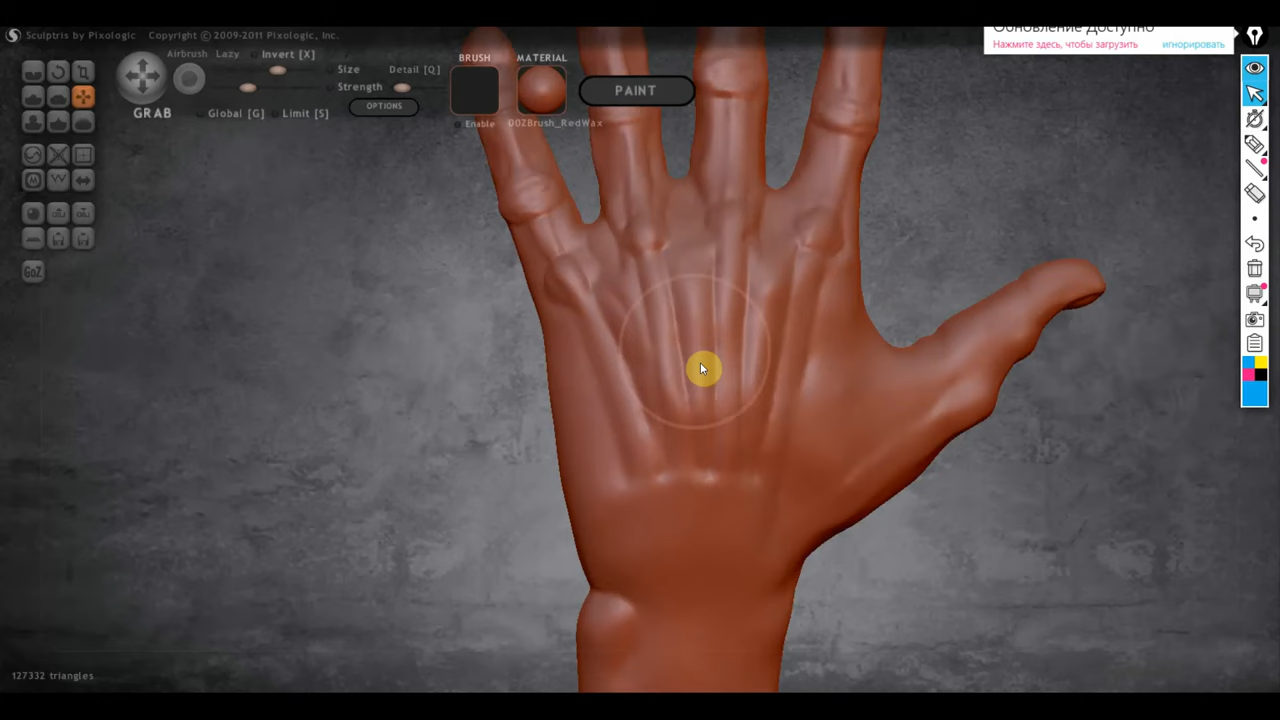 Sculptris by Pixologic Copyright © 2009-2011 Pixologic, Inc.
Обновление Доступно
Нажмите здесь, чтобы загрузить игнорировать
Airbrush Lazy Invert [X]
Size Detail [Q]
Strength
GRAB Global [G] Limit [S]
OPTIONS
BRUSH MATERIAL
PAINT
Enable 00ZBrush_RedWax
GoZ
127332 triangles